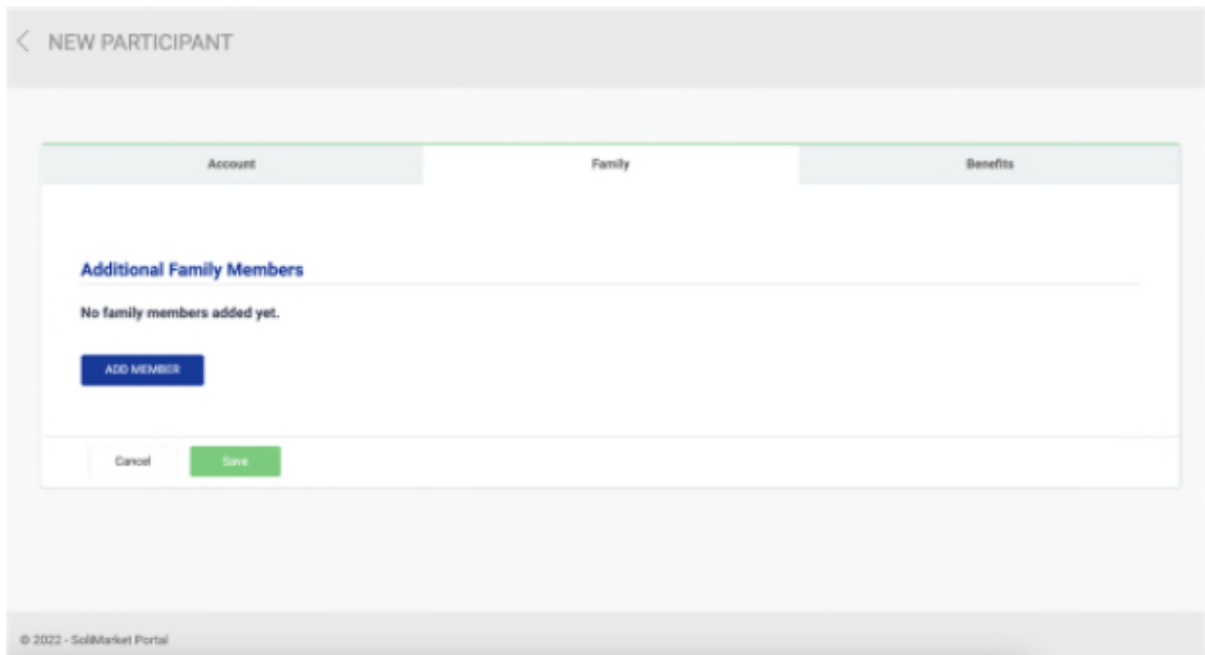 NEW PARTICIPANT
Account Family Benefits
Additional Family Members
No family members added yet.
ADD MEMBER
Cancel Save
© 2022 - SoliMarket Portal